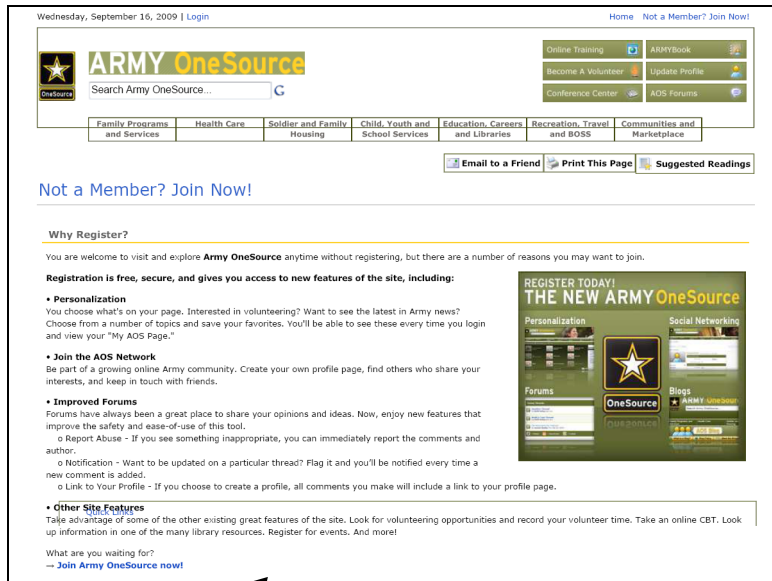 Wednesday, September 16, 2009 | Login
Home Not a Member? Join Now!
OneSource
ARMY OneSource
Search Army OneSource...
G
Online Training
ARMYBook
Become A Volunteer
Update Profile
Conference Center
AOS Forums
Family Programs and Services
Health Care
Soldier and Family Housing
Child, Youth and School Services
Education, Careers and Libraries
Recreation, Travel and BOSS
Communities and Marketplace
Email to a Friend
Print This Page
Suggested Readings
Not a Member? Join Now!
Why Register?
You are welcome to visit and explore Army OneSource anytime without registering, but there are a number of reasons you may want to join.
Registration is free, secure, and gives you access to new features of the site, including:
• Personalization
You choose what's on your page. Interested in volunteering? Want to see the latest in Army news?
Choose from a number of topics and save your favorites. You'll be able to see these every time you login
and view your "My AOS Page."
• Join the AOS Network
Be part of a growing online Army community. Create your own profile page, find others who share your
interests, and keep in touch with friends.
• Improved Forums
Forums have always been a great place to share your opinions and ideas. Now, enjoy new features that
improve the safety and ease-of-use of this tool.
o Report Abuse - If you see something inappropriate, you can immediately report the comments and
author.
o Notification - Want to be updated on a particular thread? Flag it and you'll be notified every time a
new comment is added.
o Link to Your Profile - If you choose to create a profile, all comments you make will include a link to your profile page.
REGISTER TODAY!
THE NEW ARMY OneSource
Personalization
Social Networking
Forums
Blogs
OneSource
ARMY OneSour
AOS Blog
• Other Site Features
Quick Links
Take advantage of some of the other existing great features of the site. Look for volunteering opportunities and record your volunteer time. Take an online CBT. Look
up information in one of the many library resources. Register for events. And more!
What are you waiting for?
→ Join Army OneSource now!